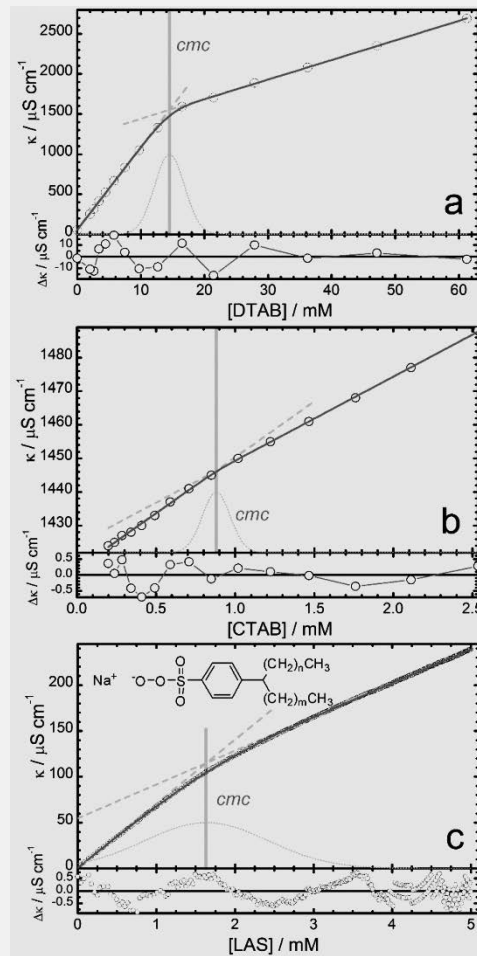 2500
2000
1500
1000
500
0
κ / μS cm⁻¹
cmc
a
10
0
-10
Δκ / μS cm⁻¹
0 10 20 30 40 50 60
[DTAB] / mM
1480
1470
1460
1450
1440
1430
κ / μS cm⁻¹
cmc
b
0.5
0.0
-0.5
Δκ / μS cm⁻¹
0.0 0.5 1.0 1.5 2.0 2.5
[CTAB] / mM
200
150
100
50
0
κ / μS cm⁻¹
Na⁺ ⁻O-O-S
O
O
(CH₂)ₙCH₃
(CH₂)ₘCH₃
cmc
c
0.5
0.0
-0.5
Δκ / μS cm⁻¹
0 1 2 3 4 5
[LAS] / mM